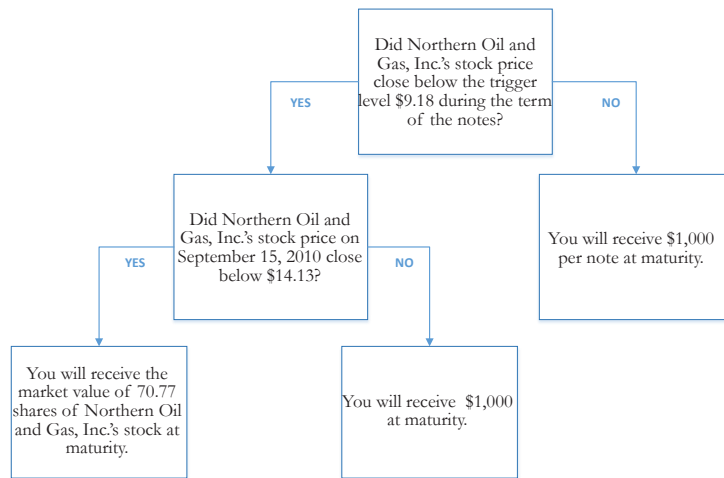 Did Northern Oil and
Gas, Inc.'s stock price
close below the trigger
level $9.18 during the term
of the notes?
YES
NO
Did Northern Oil and
Gas, Inc.'s stock price on
September 15, 2010 close
below $14.13?
You will receive $1,000
per note at maturity.
YES
NO
You will receive the
market value of 70.77
shares of Northern Oil
and Gas, Inc.'s stock at
maturity.
You will receive $1,000
at maturity.